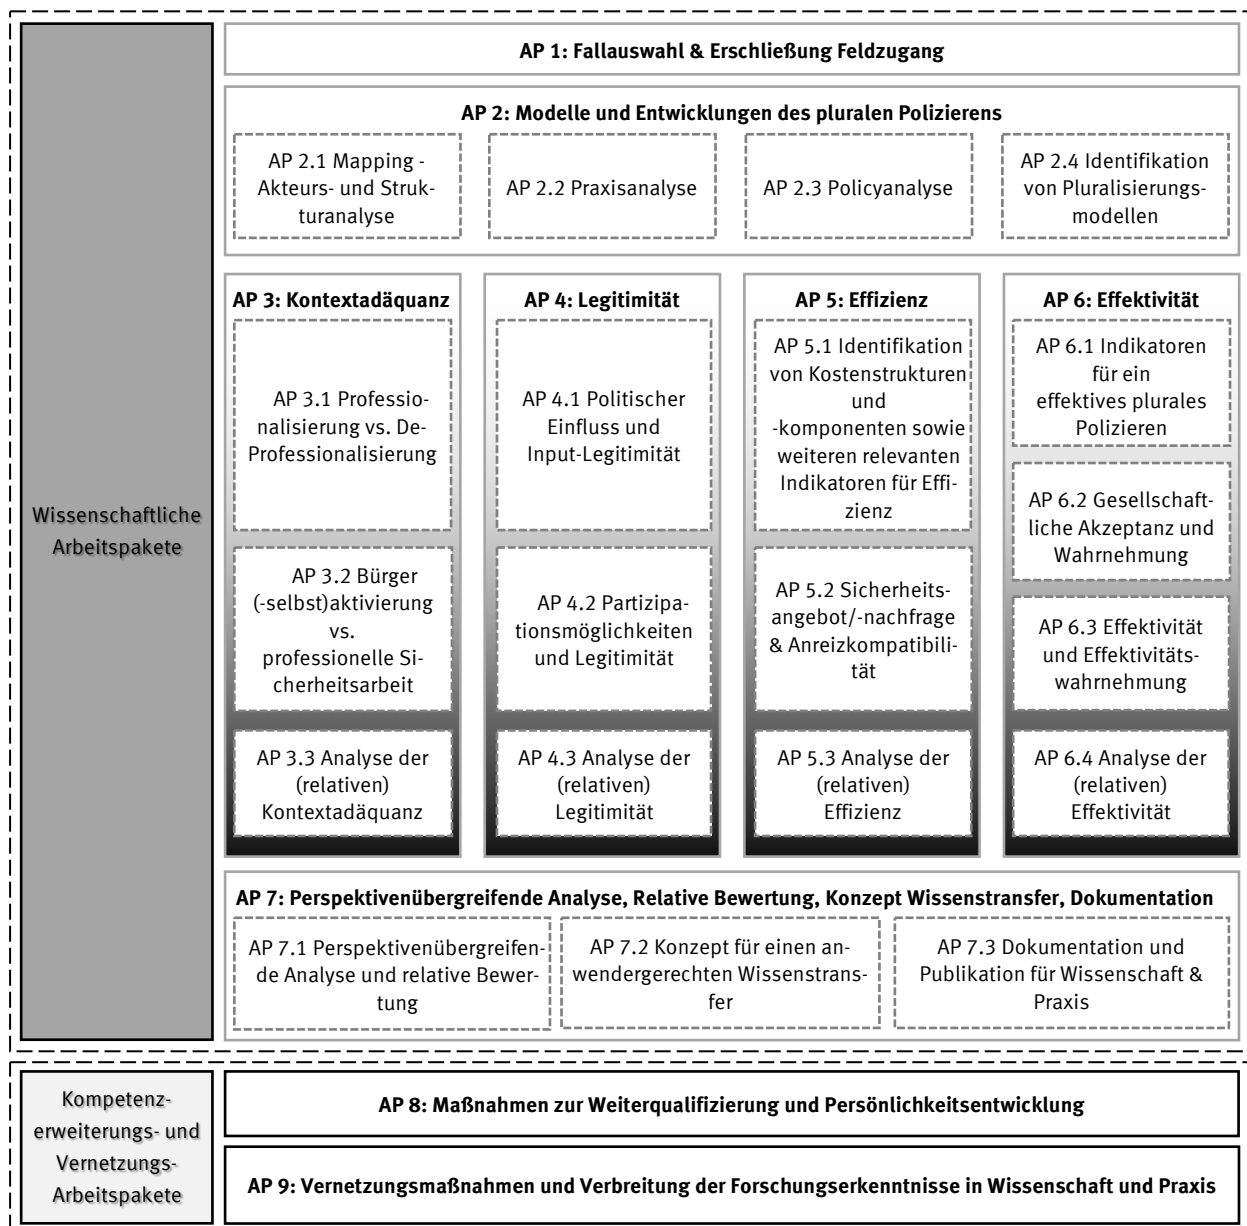 Wissenschaftliche
Arbeitspakete
AP 1: Fallauswahl & Erschließung Feldzugang
AP 2: Modelle und Entwicklungen des pluralen Polizierens
AP 2.1 Mapping -
Akteurs- und Struk-
turanalyse
AP 2.2 Praxisanalyse
AP 2.3 Policyanalyse
AP 2.4 Identifikation
von Pluralisierungs-
modellen
AP 3: Kontextadäquanz
AP 3.1 Professio-
nalisierung vs. De-
Professionalisierung
AP 3.2 Bürger
(-selbst)aktivierung
vs.
professionelle Si-
cherheitsarbeit
AP 3.3 Analyse der
(relativen)
Kontextadäquanz
AP 4: Legitimität
AP 4.1 Politischer
Einfluss und
Input-Legitimität
AP 4.2 Partizipa-
tionsmöglichkeiten
und Legitimität
AP 4.3 Analyse der
(relativen)
Legitimität
AP 5: Effizienz
AP 5.1 Identifikation
von Kostenstrukturen
und
-komponenten sowie
weiteren relevanten
Indikatoren für Effi-
zienz
AP 5.2 Sicherheits-
angebot/-nachfrage
& Anreizkompatibili-
tät
AP 5.3 Analyse der
(relativen)
Effizienz
AP 6: Effektivität
AP 6.1 Indikatoren
für ein
effektives plurales
Polizieren
AP 6.2 Gesellschaft-
liche Akzeptanz und
Wahrnehmung
AP 6.3 Effektivität
und Effektivitäts-
wahrnehmung
AP 6.4 Analyse der
(relativen)
Effektivität
AP 7: Perspektivenübergreifende Analyse, Relative Bewertung, Konzept Wissenstransfer, Dokumentation
AP 7.1 Perspektivenübergreifen-
de Analyse und relative Bewer-
tung
AP 7.2 Konzept für einen an-
wendergerechten Wissenstrans-
fer
AP 7.3 Dokumentation und
Publikation für Wissenschaft &
Praxis
Kompetenz-
erweiterungs- und
Vernetzungs-
Arbeitspakete
AP 8: Maßnahmen zur Weiterqualifizierung und Persönlichkeitsentwicklung
AP 9: Vernetzungsmaßnahmen und Verbreitung der Forschungserkenntnisse in Wissenschaft und Praxis